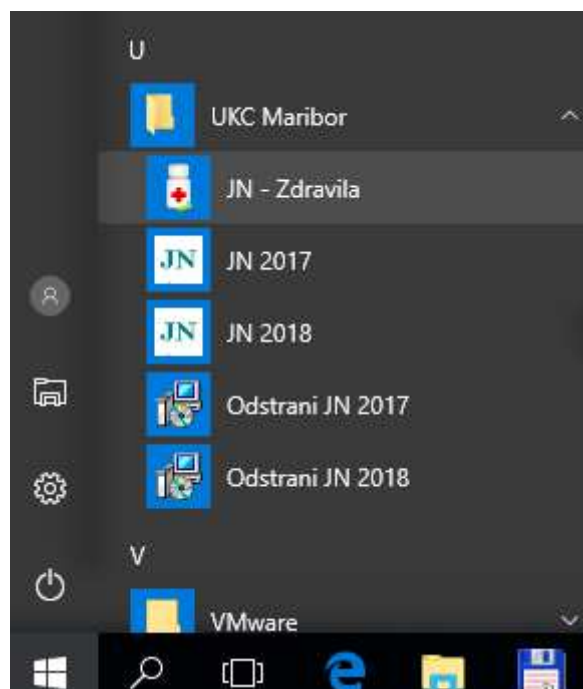 U
UKC Maribor
JN - Zdravila
JN JN 2017
JN JN 2018
Odstrani JN 2017
Odstrani JN 2018
V
VMware